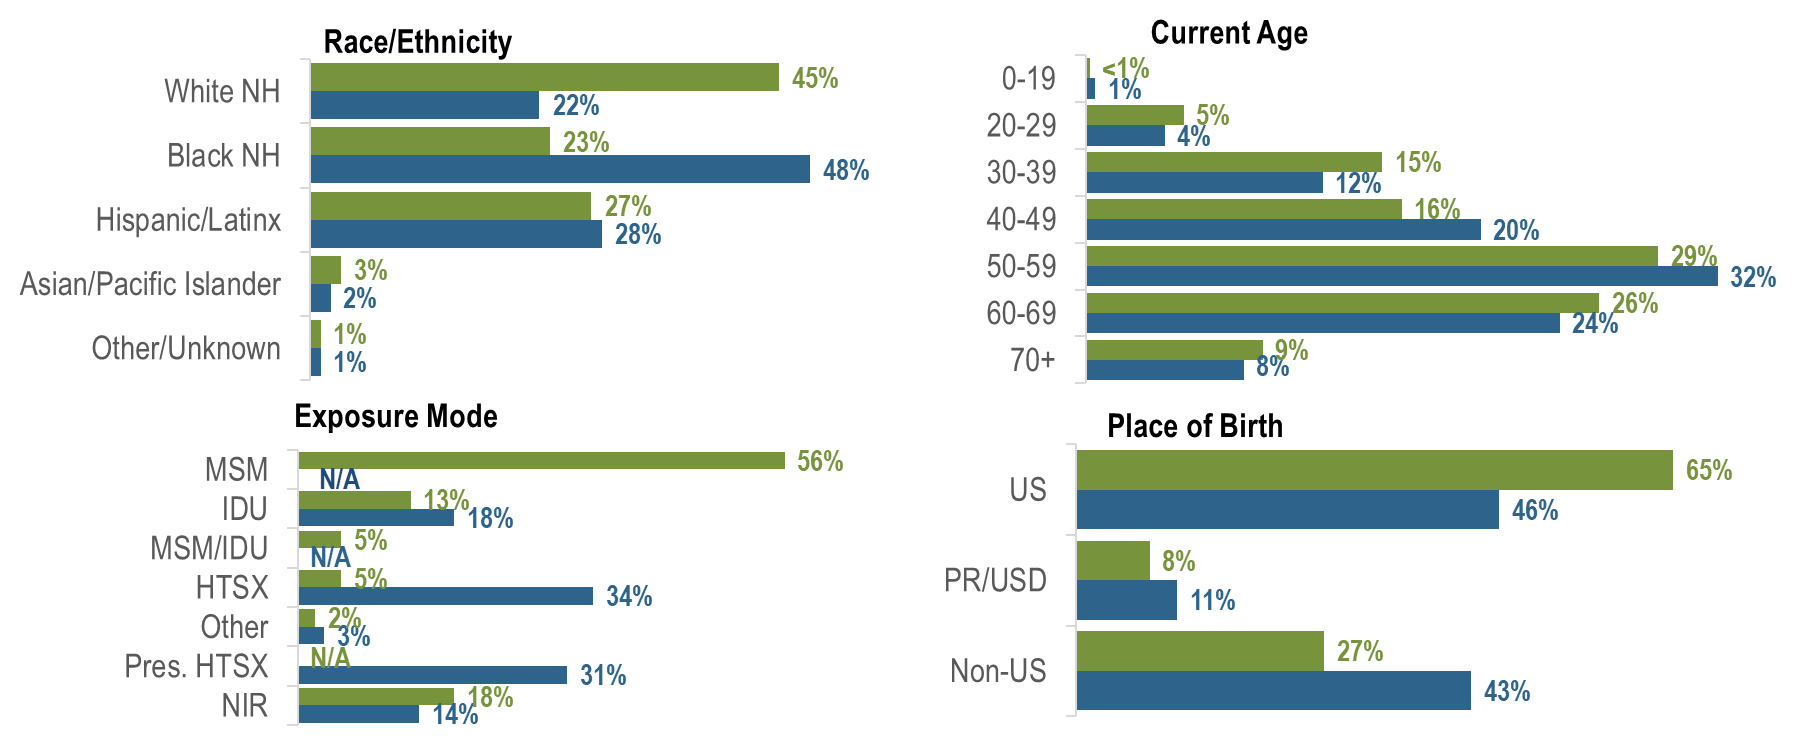 Race/Ethnicity
White NH
45%
22%
Black NH
23%
48%
Hispanic/Latinx
27%
28%
Asian/Pacific Islander
3%
2%
Other/Unknown
1%
1%
Current Age
0-19
<1%
1%
20-29
5%
4%
30-39
15%
12%
40-49
16%
20%
50-59
29%
32%
60-69
26%
24%
70+
9%
8%
Exposure Mode
MSM
56%
N/A
IDU
13%
18%
MSM/IDU
5%
N/A
HTSX
5%
34%
Other
2%
3%
Pres. HTSX
N/A
31%
NIR
18%
14%
Place of Birth
US
65%
46%
PR/USD
8%
11%
Non-US
27%
43%